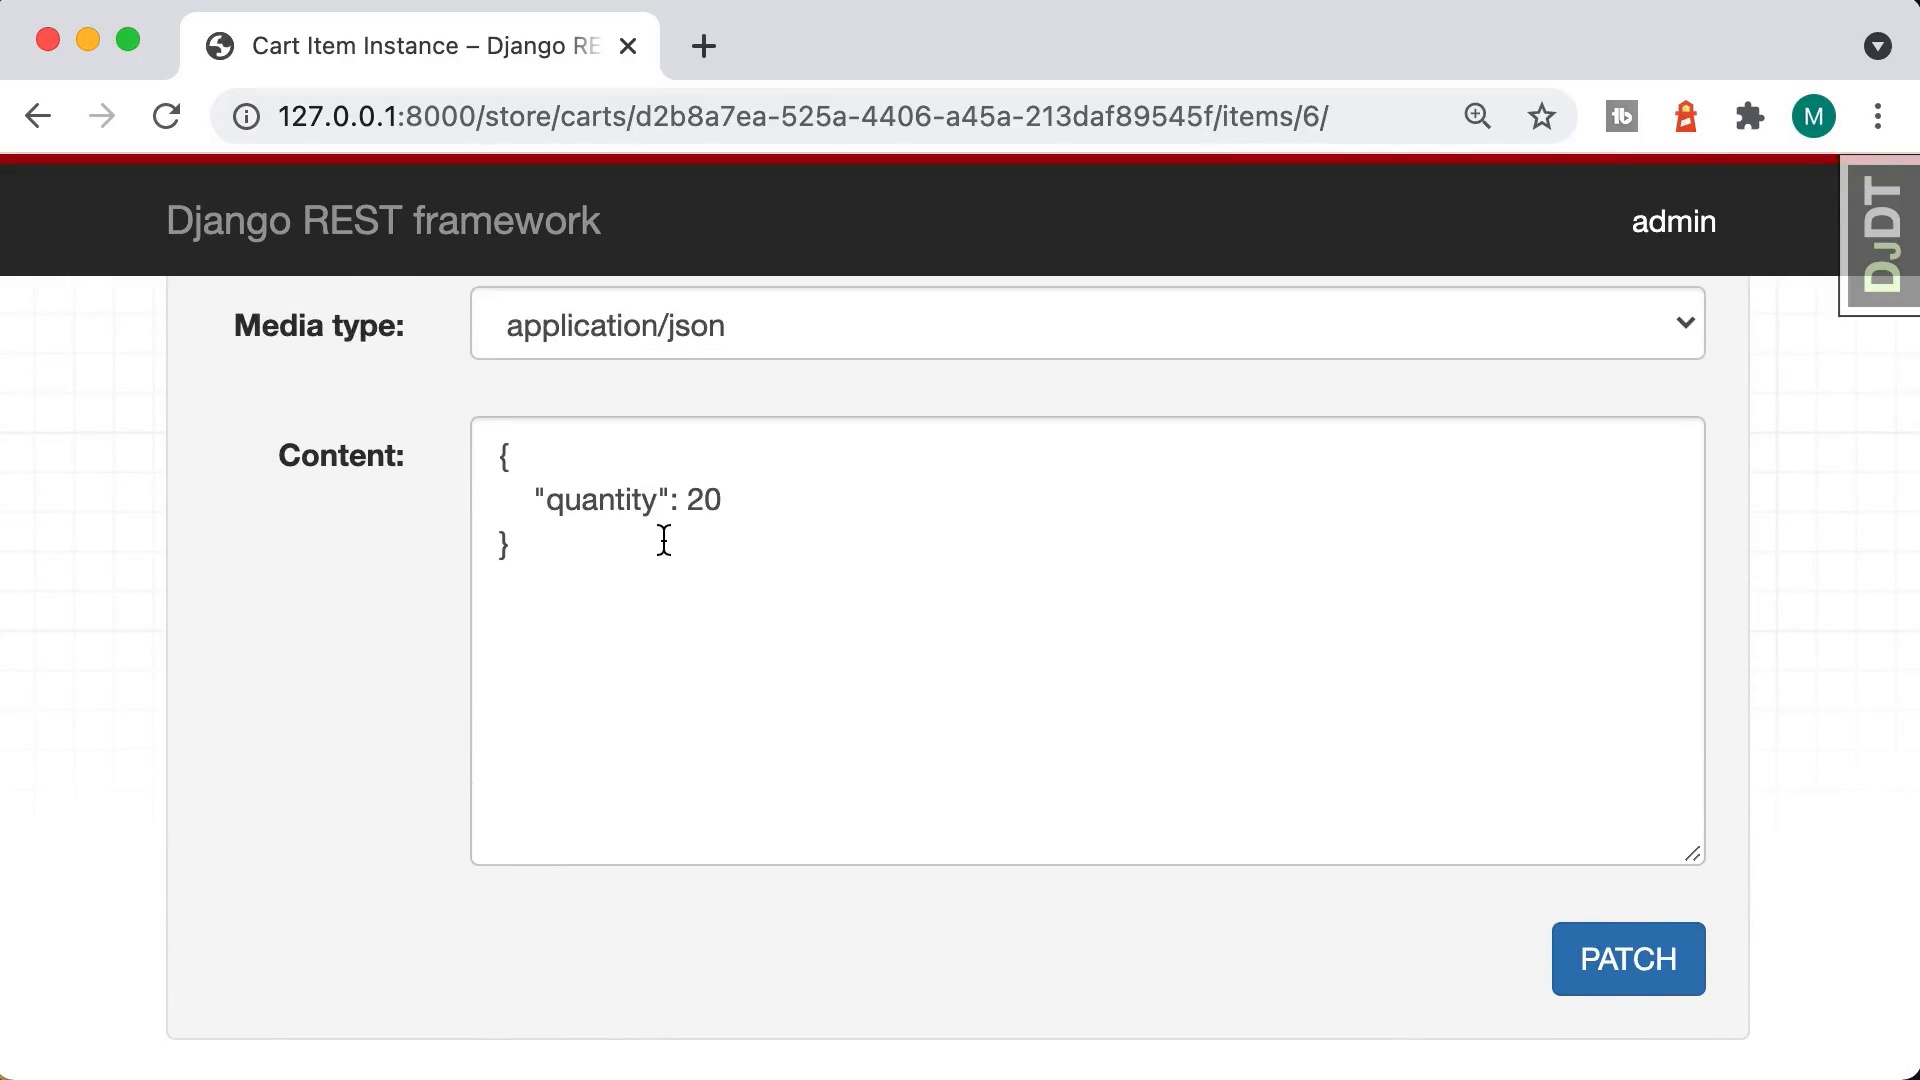 Cart Item Instance – Django RE
127.0.0.1:8000/store/carts/d2b8a7ea-525a-4406-a45a-213daf89545f/items/6/
tb
M
Django REST framework
admin
DJDT
Media type:
application/json
Content:
{
"quantity": 20
}
PATCH